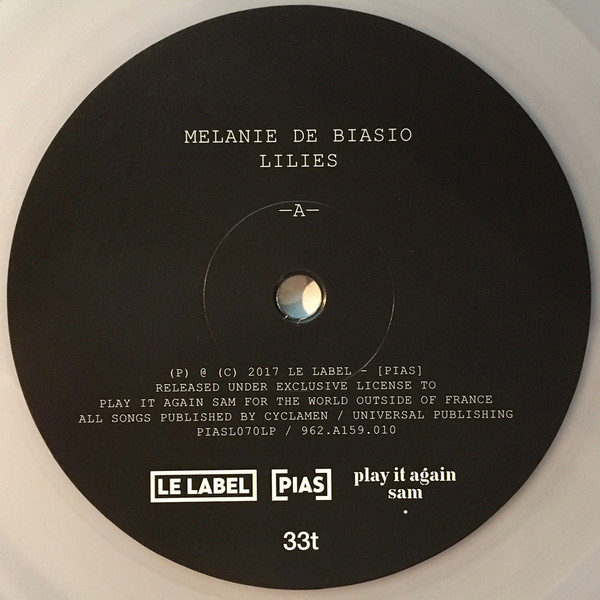 MELANIE DE BIASIO
LILIES
—A—
(P) @ (C) 2017 LE LABEL - [PIAS]
RELEASED UNDER EXCLUSIVE LICENSE TO
PLAY IT AGAIN SAM FOR THE WORLD OUTSIDE OF FRANCE
ALL SONGS PUBLISHED BY CYCLAMEN / UNIVERSAL PUBLISHING
PIASL070LP / 962.A159.010
LE LABEL [PIAS] play it again
sam
33t